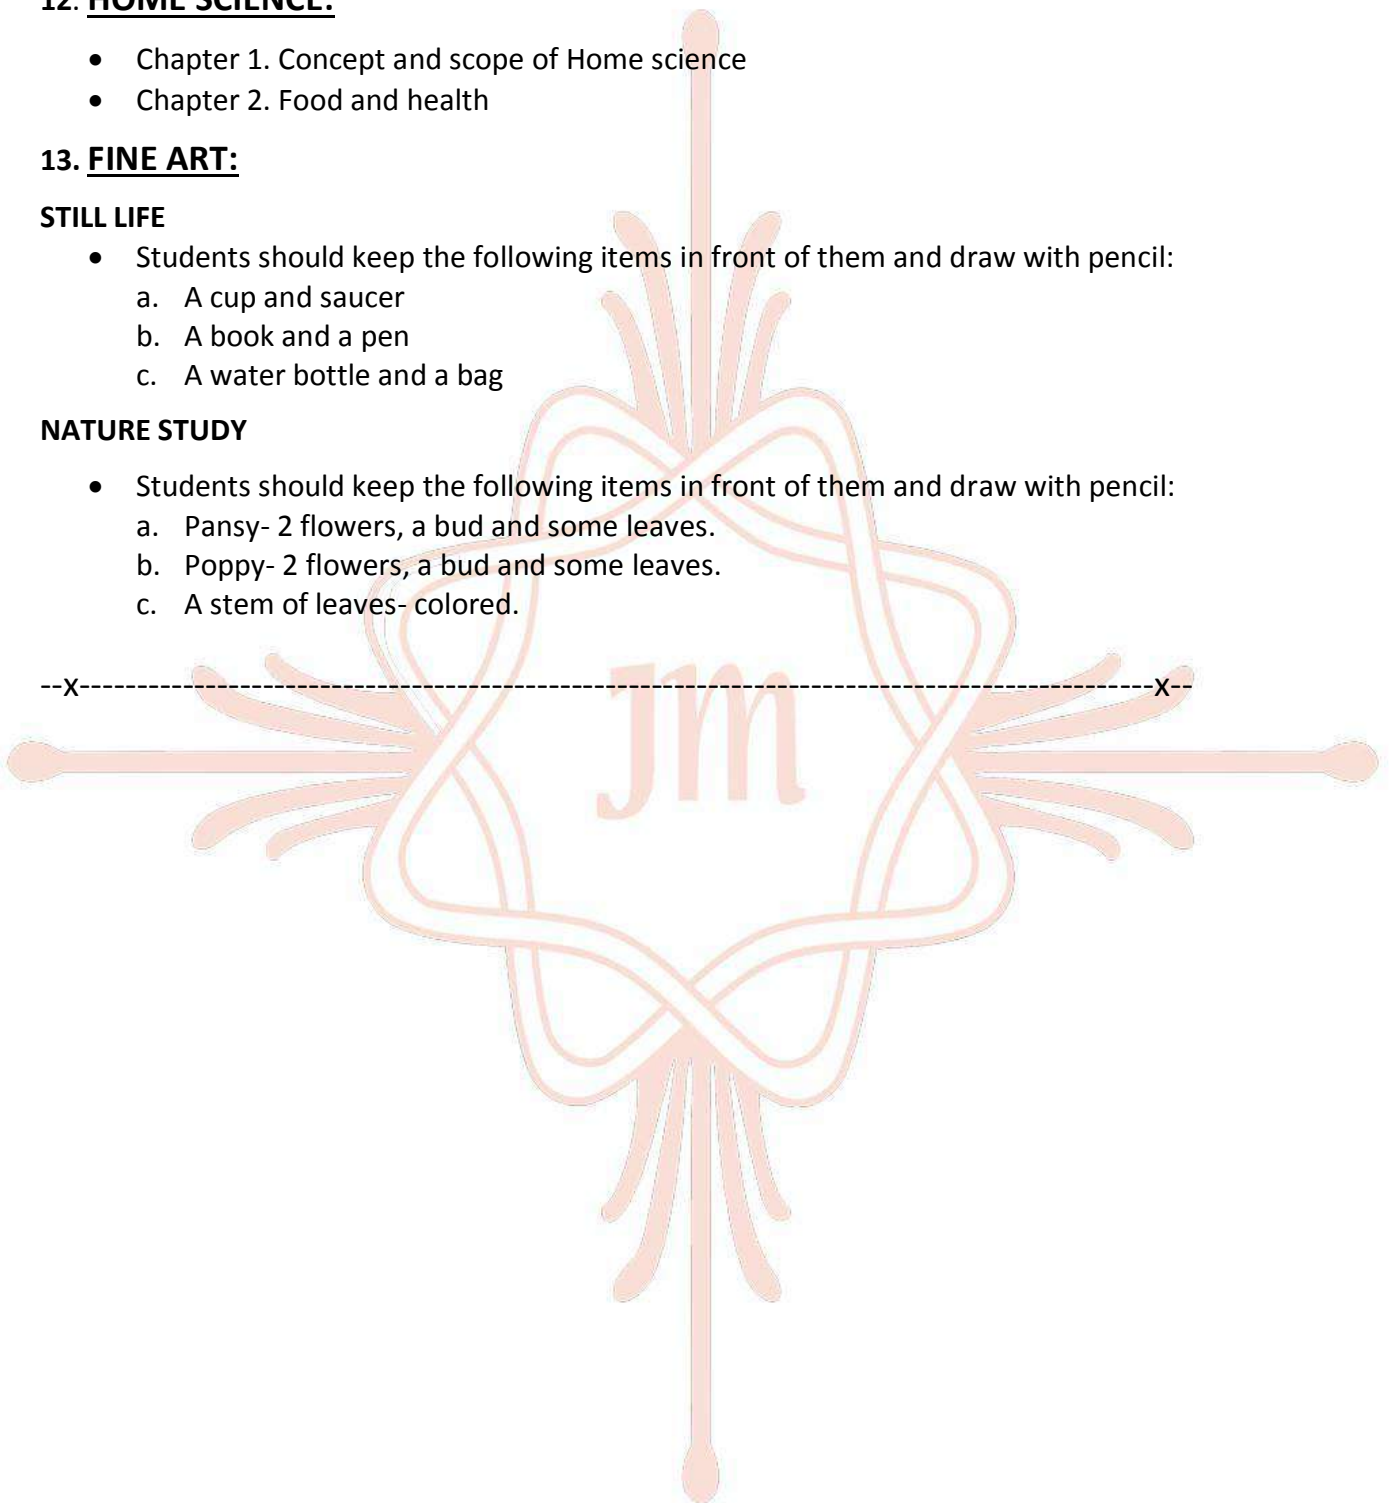 12. HOME SCIENCE:
• Chapter 1. Concept and scope of Home science
• Chapter 2. Food and health
13. FINE ART:
STILL LIFE
• Students should keep the following items in front of them and draw with pencil:
a. A cup and saucer
b. A book and a pen
c. A water bottle and a bag
NATURE STUDY
• Students should keep the following items in front of them and draw with pencil:
a. Pansy- 2 flowers, a bud and some leaves.
b. Poppy- 2 flowers, a bud and some leaves.
c. A stem of leaves- colored.
--x---------------------------------------------------------------------------------------------x--
JM